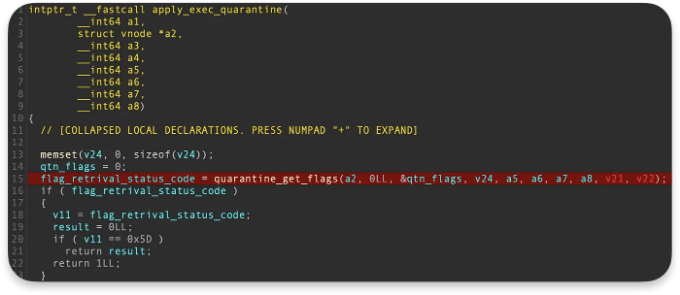 1 intptr_t __fastcall apply_exec_quarantine(
2 __int64 a1,
3 struct vnode *a2,
4 __int64 a3,
5 __int64 a4,
6 __int64 a5,
7 __int64 a6,
8 __int64 a7,
9 __int64 a8)
10 {
11 // [COLLAPSED LOCAL DECLARATIONS. PRESS NUMPAD "+" TO EXPAND]
12
13 memset(v24, 0, sizeof(v24));
14 qtn_flags = 0;
15 flag_retrival_status_code = quarantine_get_flags(a2, 0LL, &qtn_flags, v24, a5, a6, a7, a8, v21, v22);
16 if ( flag_retrival_status_code )
17 {
18 v11 = flag_retrival_status_code;
19 result = 0LL;
20 if ( v11 == 0x5D )
21 return result;
22 return 1LL;
23 }